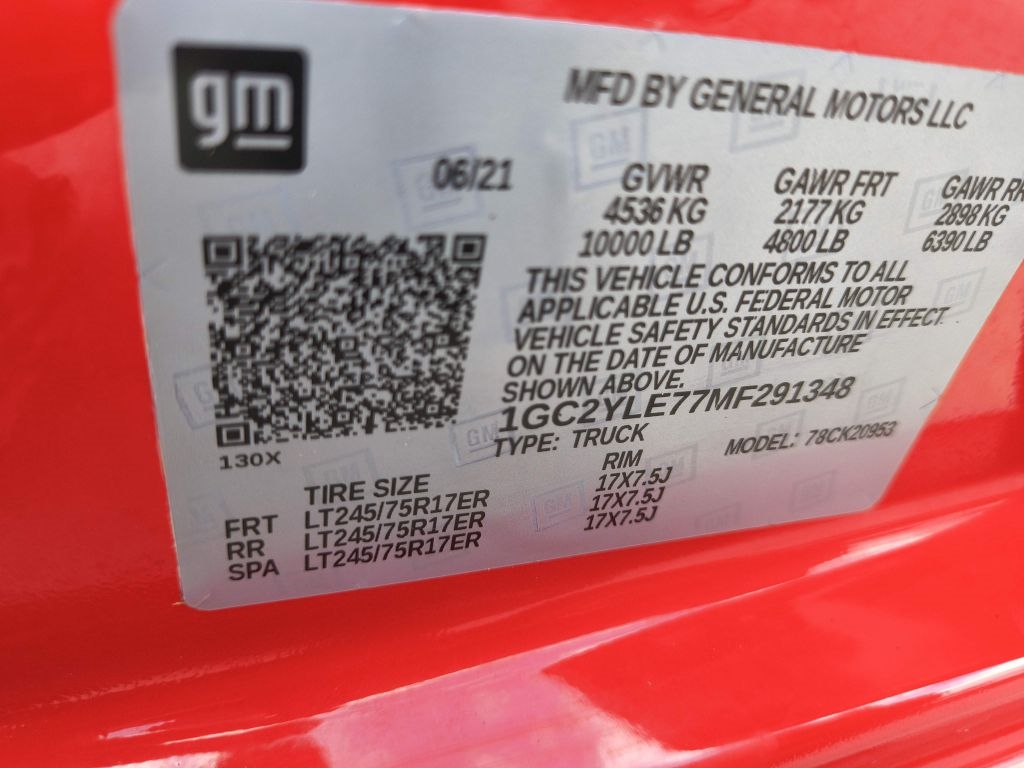 gm
MFD BY GENERAL MOTORS LLC
06/21
GVWR GAWR FRT GAWR RR
4536 KG 2177 KG 2898 KG
10000 LB 4800 LB 6390 LB
THIS VEHICLE CONFORMS TO ALL
APPLICABLE U.S. FEDERAL MOTOR
VEHICLE SAFETY STANDARDS IN EFFECT
ON THE DATE OF MANUFACTURE
SHOWN ABOVE.
1GC2YLE77MF291348
TYPE: TRUCK MODEL: 78CK20953
130X
TIRE SIZE RIM
FRT LT245/75R17ER 17X7.5J
RR LT245/75R17ER 17X7.5J
SPA LT245/75R17ER 17X7.5J